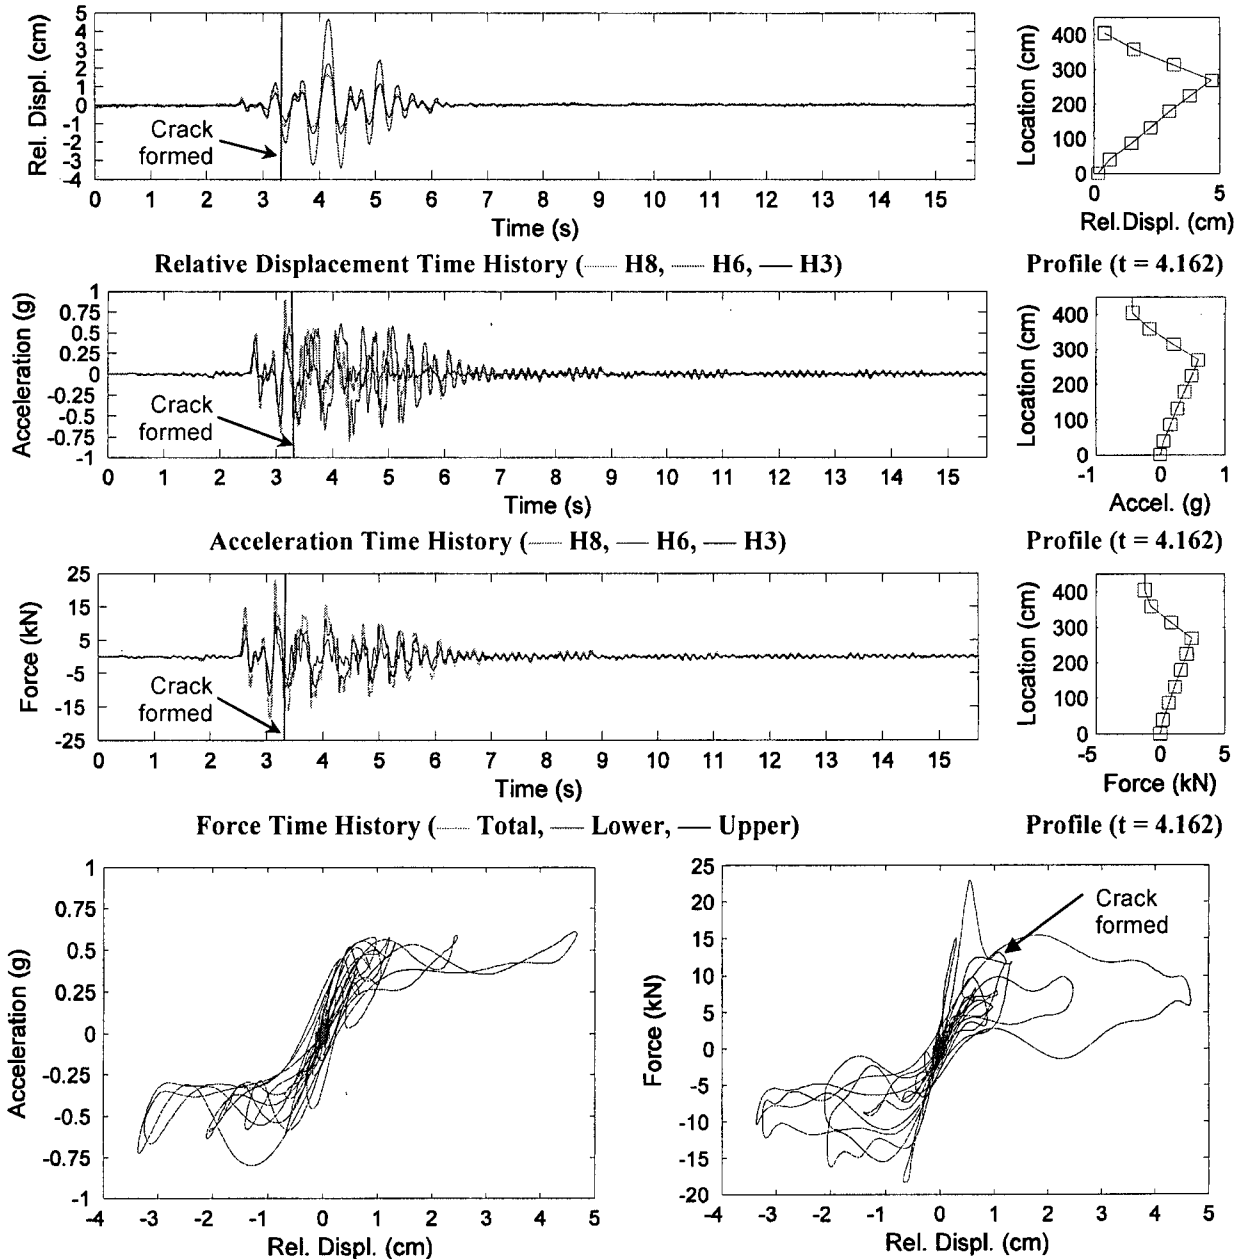 Rel. Displ. (cm)
5
4
3
2
1
0
-1
-2
-3
-4
Crack
formed
0 1 2 3 4 5 6 7 8 9 10 11 12 13 14 15
Time (s)
Location (cm)
400
300
200
100
0
0 5
Rel.Displ. (cm)
Relative Displacement Time History (— H8, — H6, — H3)
Profile (t = 4.162)
Acceleration (g)
1
0.75
0.5
0.25
0
-0.25
-0.5
-0.75
-1
Crack
formed
0 1 2 3 4 5 6 7 8 9 10 11 12 13 14 15
Time (s)
Location (cm)
400
300
200
100
0
-1 0 1
Accel. (g)
Acceleration Time History (— H8, — H6, — H3)
Profile (t = 4.162)
Force (kN)
25
15
5
-5
-15
-25
Crack
formed
0 1 2 3 4 5 6 7 8 9 10 11 12 13 14 15
Time (s)
Location (cm)
400
300
200
100
0
-5 0 5
Force (kN)
Force Time History (— Total, — Lower, — Upper)
Profile (t = 4.162)
Acceleration (g)
1
0.75
0.5
0.25
0
-0.25
-0.5
-0.75
-1
-4 -3 -2 -1 0 1 2 3 4 5
Rel. Displ. (cm)
Force (kN)
25
20
15
10
5
0
-5
-10
-15
-20
Crack
formed
-4 -3 -2 -1 0 1 2 3 4 5
Rel. Displ. (cm)